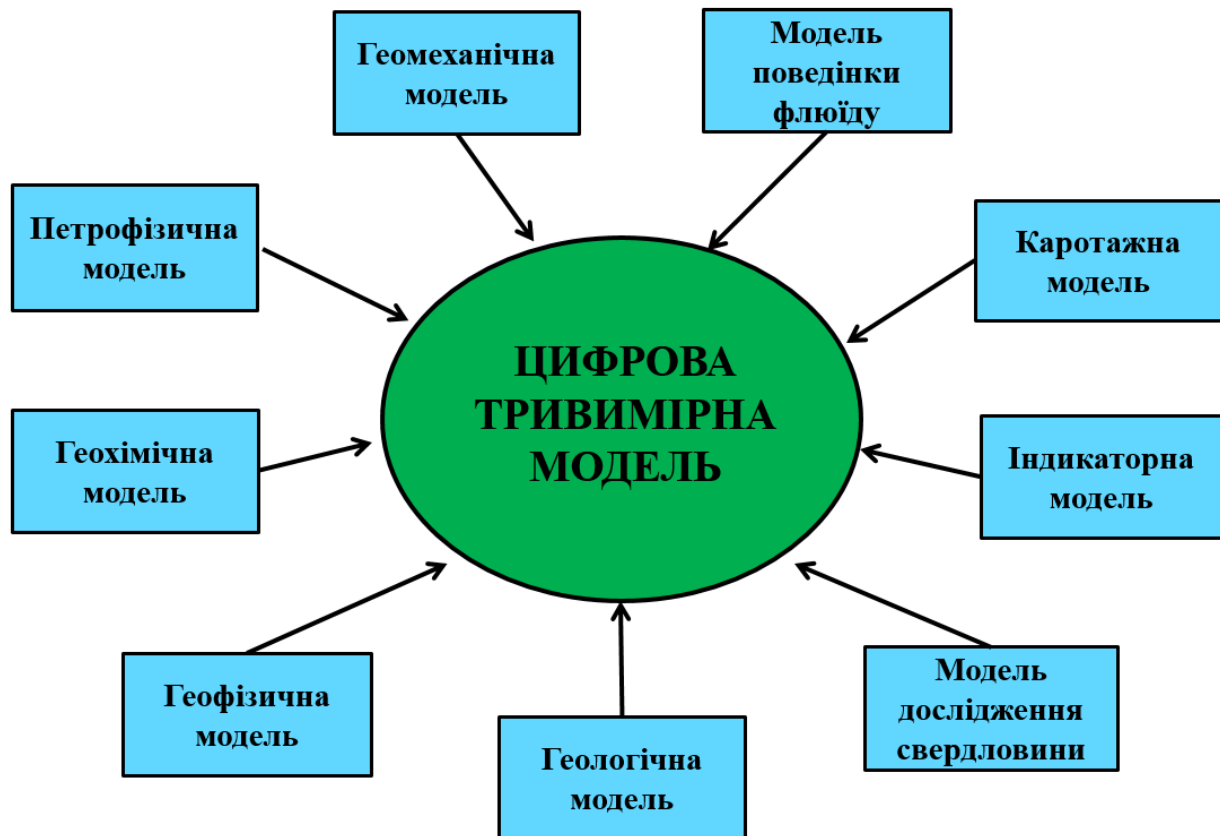 Геомеханічна
модель
Модель
поведінки
флюїду
Петрофізична
модель
Каротажна
модель
ЦИФРОВА
ТРИВИМІРНА
МОДЕЛЬ
Геохімічна
модель
Індикаторна
модель
Геофізична
модель
Геологічна
модель
Модель
дослідження
свердловини